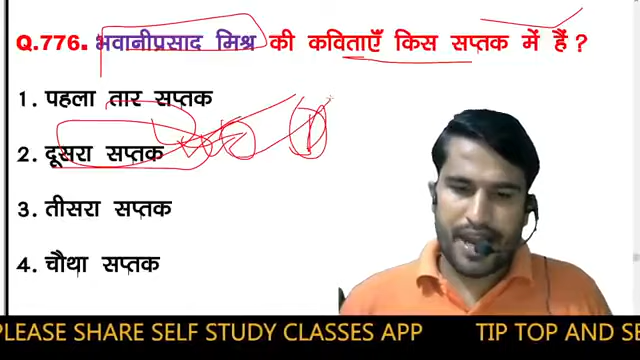 Q.776. भवानीप्रसाद मिश्र की कविताएँ किस सप्तक में हैं ?
1. पहला तार सप्तक
2. दूसरा सप्तक
3. तीसरा सप्तक
4. चौथा सप्तक
PLEASE SHARE SELF STUDY CLASSES APP TIP TOP AND SE